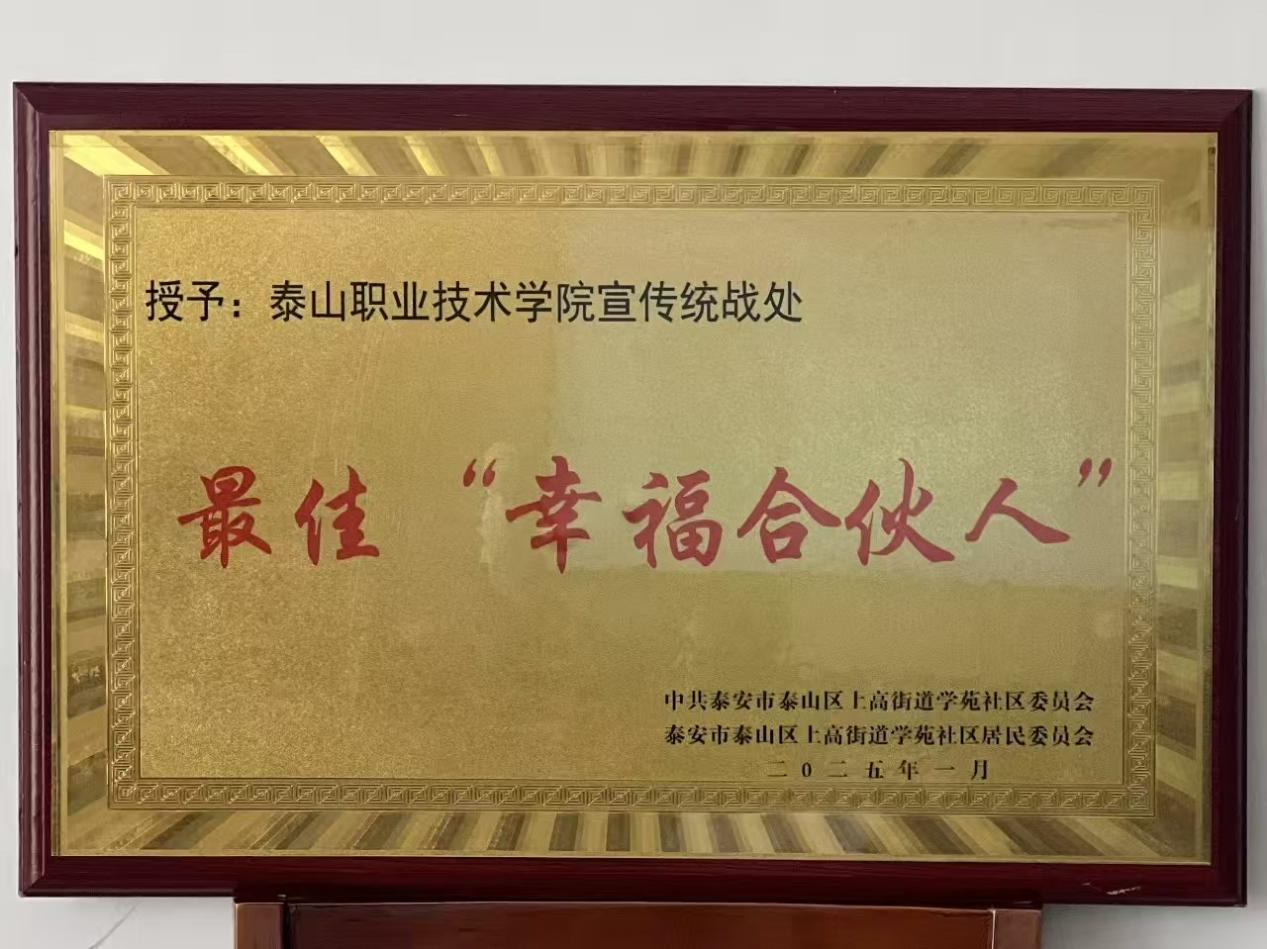 授予：泰山职业技术学院宣传统战处
最佳“幸福合伙人”
中共泰安市泰山区上高街道学苑社区委员会
泰安市泰山区上高街道学苑社区居民委员会
二0二五年一月